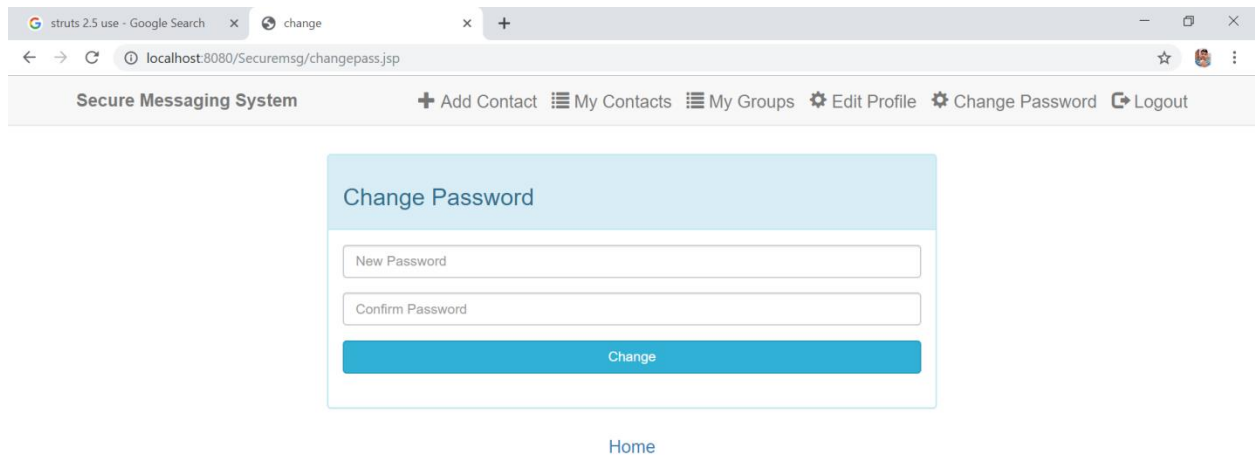 struts 2.5 use - Google Search change
localhost:8080/Securemsg/changepass.jsp
Secure Messaging System Add Contact My Contacts My Groups Edit Profile Change Password Logout
Change Password
New Password
Confirm Password
Change
Home